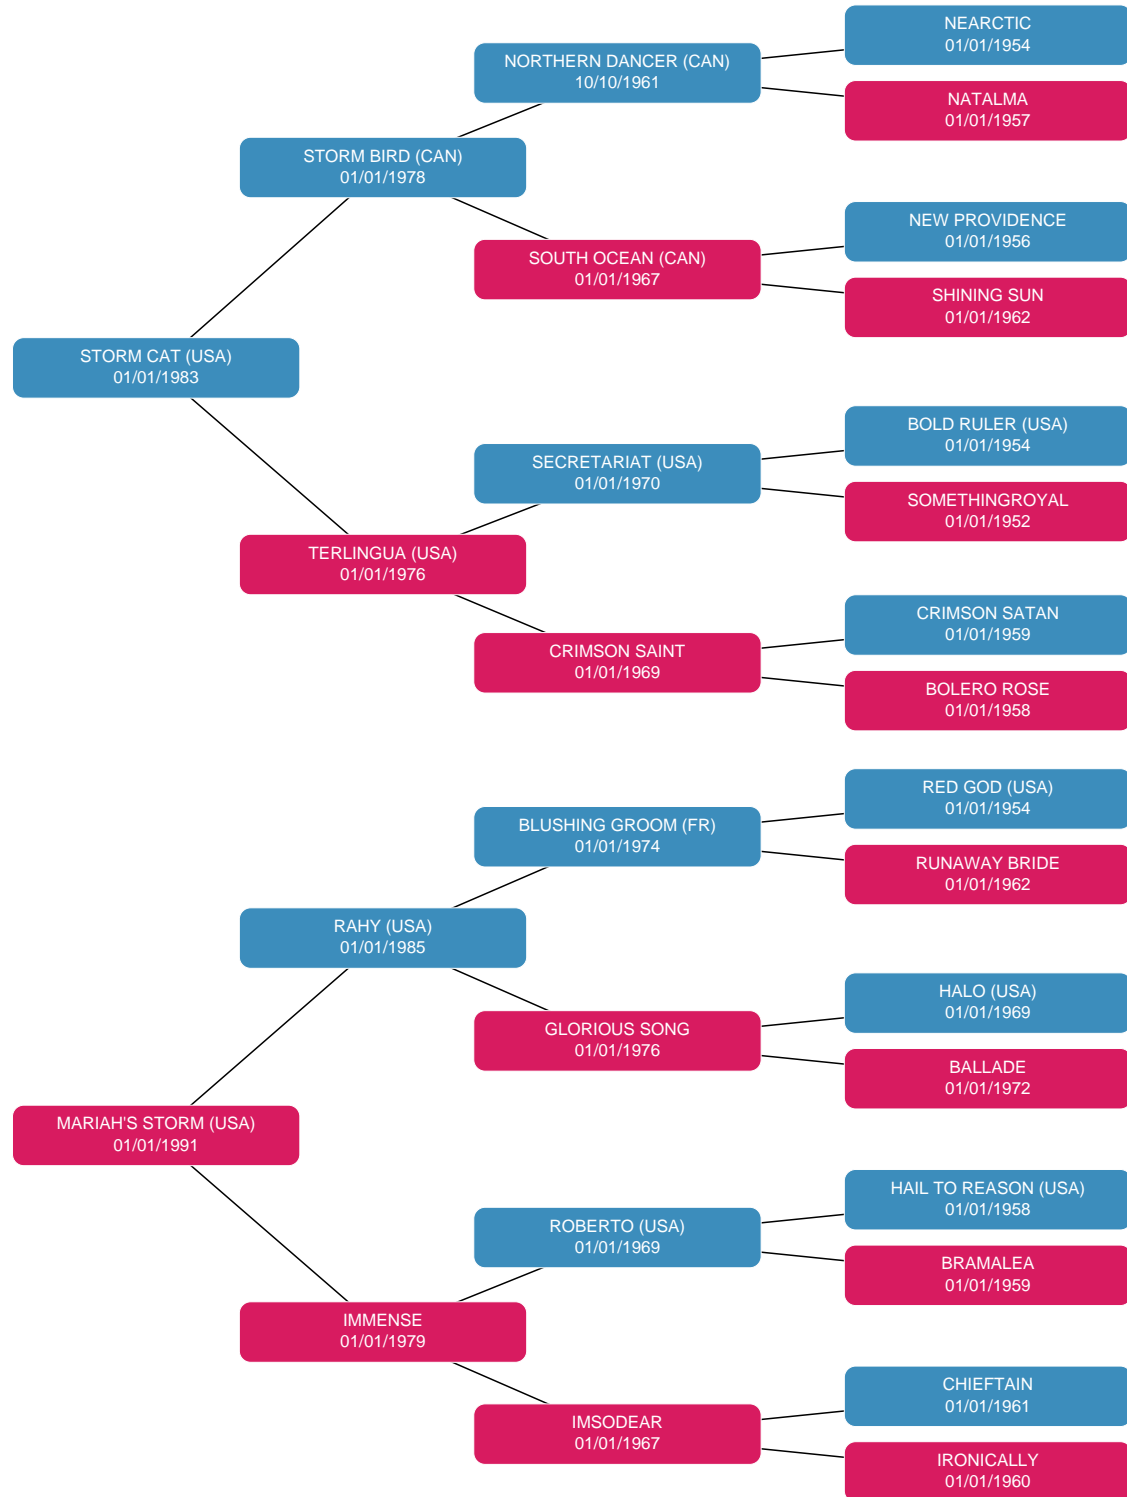 NEARCTIC
01/01/1954
NORTHERN DANCER (CAN)
10/10/1961
NATALMA
01/01/1957
STORM BIRD (CAN)
01/01/1978
NEW PROVIDENCE
01/01/1956
SOUTH OCEAN (CAN)
01/01/1967
SHINING SUN
01/01/1962
STORM CAT (USA)
01/01/1983
BOLD RULER (USA)
01/01/1954
SECRETARIAT (USA)
01/01/1970
SOMETHINGROYAL
01/01/1952
TERLINGUA (USA)
01/01/1976
CRIMSON SATAN
01/01/1959
CRIMSON SAINT
01/01/1969
BOLERO ROSE
01/01/1958
RED GOD (USA)
01/01/1954
BLUSHING GROOM (FR)
01/01/1974
RUNAWAY BRIDE
01/01/1962
RAHY (USA)
01/01/1985
HALO (USA)
01/01/1969
GLORIOUS SONG
01/01/1976
BALLADE
01/01/1972
MARIAH'S STORM (USA)
01/01/1991
HAIL TO REASON (USA)
01/01/1958
ROBERTO (USA)
01/01/1969
BRAMALEA
01/01/1959
IMMENSE
01/01/1979
CHIEFTAIN
01/01/1961
IMSODEAR
01/01/1967
IRONICALLY
01/01/1960